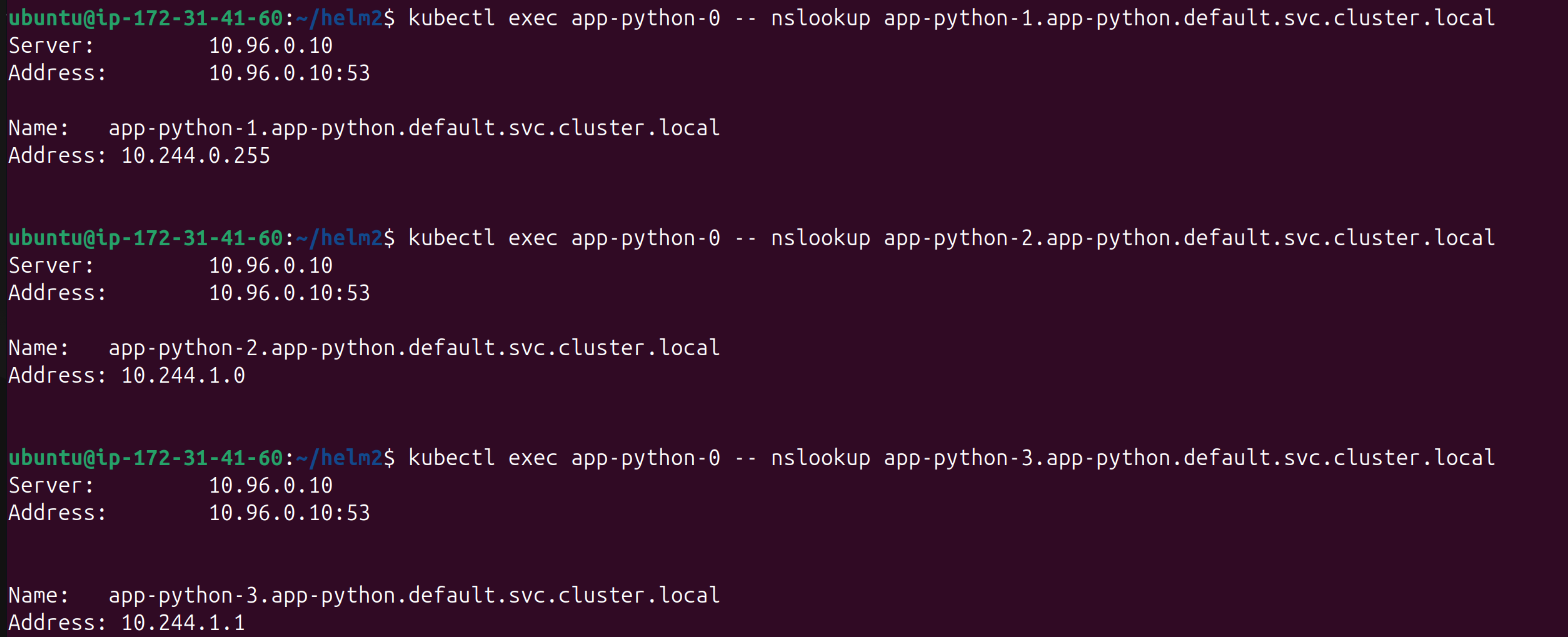 ubuntu@ip-172-31-41-60:~/helm2$ kubectl exec app-python-0 -- nslookup app-python-1.app-python.default.svc.cluster.local
Server:         10.96.0.10
Address:        10.96.0.10:53
Name:   app-python-1.app-python.default.svc.cluster.local
Address: 10.244.0.255
ubuntu@ip-172-31-41-60:~/helm2$ kubectl exec app-python-0 -- nslookup app-python-2.app-python.default.svc.cluster.local
Server:         10.96.0.10
Address:        10.96.0.10:53
Name:   app-python-2.app-python.default.svc.cluster.local
Address: 10.244.1.0
ubuntu@ip-172-31-41-60:~/helm2$ kubectl exec app-python-0 -- nslookup app-python-3.app-python.default.svc.cluster.local
Server:         10.96.0.10
Address:        10.96.0.10:53
Name:   app-python-3.app-python.default.svc.cluster.local
Address: 10.244.1.1